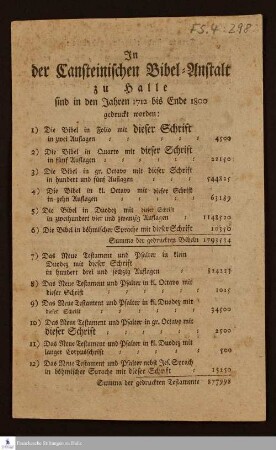 F5.4:298.
In
der Cansteinischen Bibel-Anstalt
zu Halle
sind in den Jahren 1712 bis Ende 1800
gedruckt worden:
1) Die Bibel in Folio mit dieser Schrift
in zwei Auflagen 4500
2) Die Bibel in Quarto mit dieser Schrift
in fünf Auflagen 21150
3) Die Bibel in gr. Octavo mit dieser Schrift
in hundert und fünf Auflagen 544825
4) Die Bibel in kl. Octavo mit dieser Schrift
in zehn Auflagen 61189
5) Die Bibel in Duodez mit dieser Schrift
in zweyhundert vier und zwanzig Auflagen 1148520
6) Die Bibel in böhmischer Sprache mit dieser Schrift 10350
Summa der gedruckten Bibeln
7) Das Neue Testament und Psalter in klein
Duodez mit dieser Schrift
in hundert drei und sechzig Auflagen
8) Das Neue Testament und Psalter in kl. Octavo mit
dieser Schrift 1025
9) Das Neue Testament und Psalter in kl. Duodez mit
dieser Schrift 34500
10) Das Neue Testament und Psalter in gr. Octavo mit
dieser Schrift 2500
11) Das Neue Testament und Psalter in kl. Duodez mit
langer Corpusschrift 500
12) Das Neue Testament und Psalter nebst Jes. Sirach
in böhmischer Sprache mit dieser Schrift 15250
Summa der gedruckten Testamente 877998
Franckesche Stiftungen zu Halle